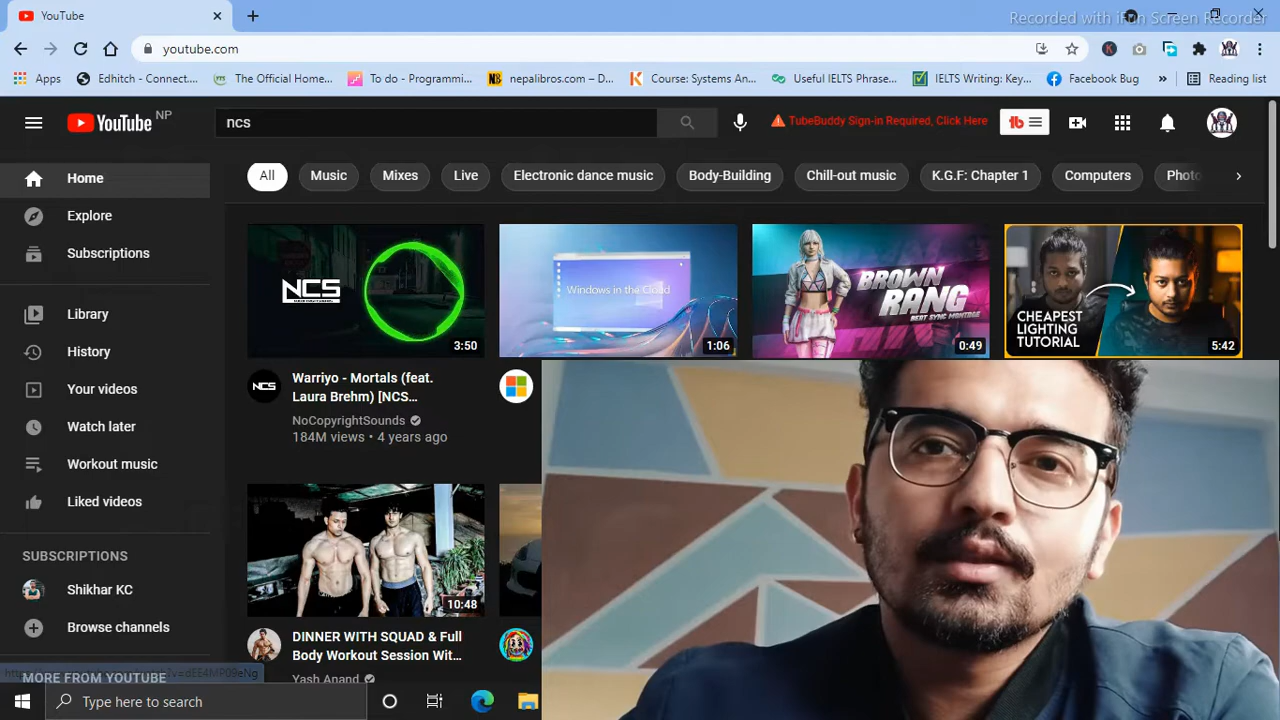 YouTube
Recorded with iFun Screen Recorder
youtube.com
Apps
Edhitch - Connect...
The Official Home...
To do - Programmi...
nepalibros.com – D...
Course: Systems An...
Useful IELTS Phrase...
IELTS Writing: Key...
Facebook Bug
»
Reading list
YouTube NP
ncs
TubeBuddy Sign-in Required, Click Here
Home
All
Music
Mixes
Live
Electronic dance music
Body-Building
Chill-out music
K.G.F: Chapter 1
Computers
Photo
Explore
Subscriptions
Library
History
Your videos
Watch later
Workout music
Liked videos
SUBSCRIPTIONS
Shikhar KC
Browse channels
MORE FROM YOUTUBE
NCS
3:50
Windows in the Cloud
1:06
BROWN
RANG
BEAT SYNC MONTAGE
0:49
CHEAPEST
LIGHTING
TUTORIAL
5:42
NCS
Warriyo - Mortals (feat.
Laura Brehm) [NCS...
NoCopyrightSounds
184M views • 4 years ago
10:48
DINNER WITH SQUAD & Full
Body Workout Session Wit...
Yash Anand
Type here to search